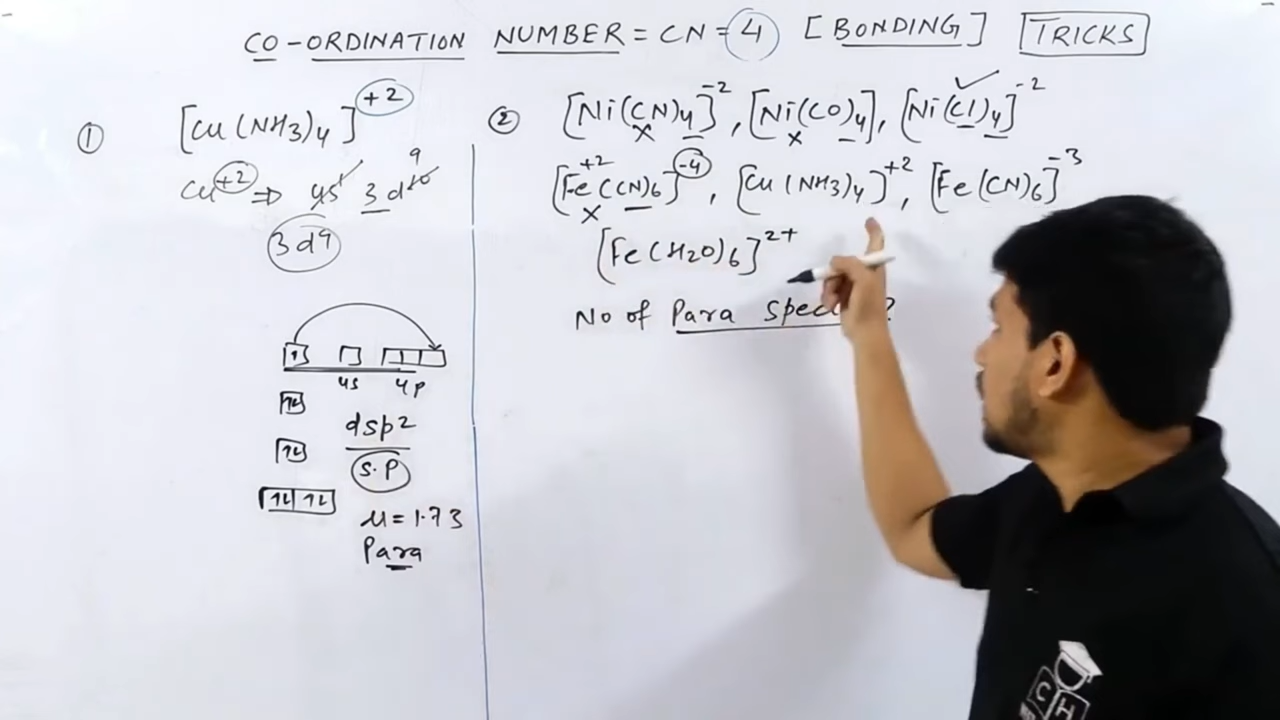 CO-ORDINATION NUMBER = CN = 4 [BONDING] TRICKS
① [Cu(NH3)4]+2
Cu+2 ⇒ 4s1 3d10 9
3d9
4s 4p
dsp2
S.P
μ = 1.73
Para
② [Ni(CN)4]-2, [Ni(CO)4], [Ni(Cl)4]-2
[Fe+2(CN)6]-4, [Cu(NH3)4]+2, [Fe(CN)6]-3
[Fe(H2O)6]2+
No of Para ?
C H